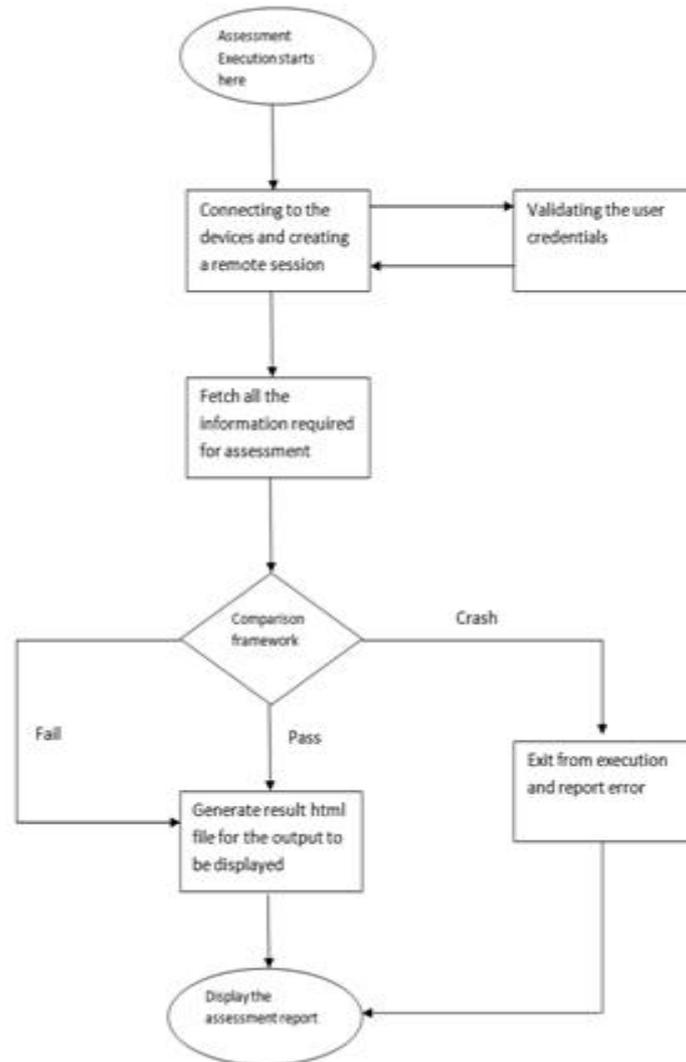 Assessment
Execution starts
here
Connecting to the
devices and creating
a remote session
Validating the user
credentials
Fetch all the
information required
for assessment
Comparison
framework
Crash
Fail
Pass
Exit from execution
and report error
Generate result html
file for the output to
be displayed
Display the
assessment report